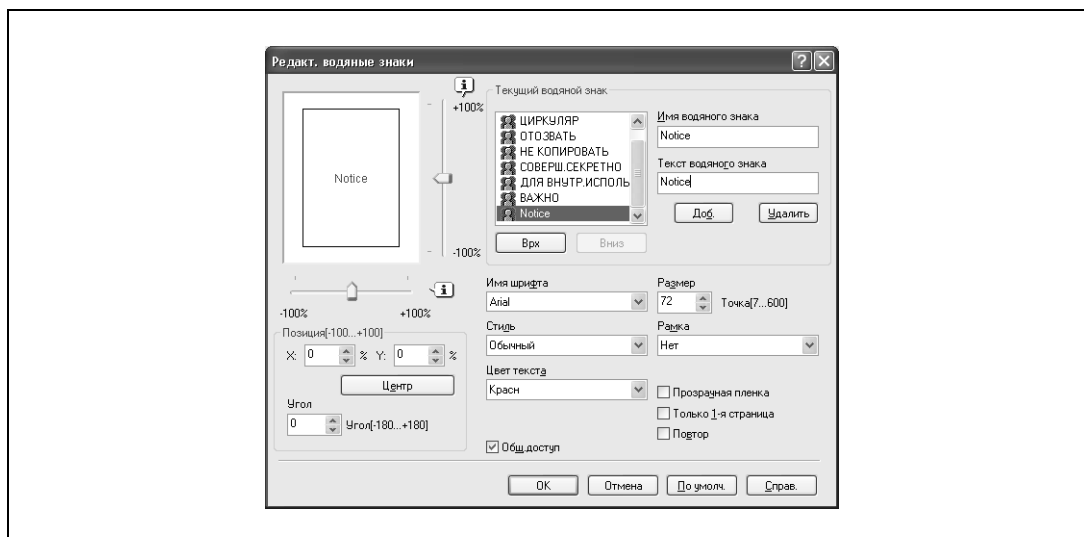 Редакт. водяные знаки
Notice
+100%
-100%
-100%
+100%
Позиция[-100...+100]
X: 0 % Y: 0 %
Центр
Угол
0 Угол[-180...+180]
Текущий водяной знак
ЦИРКУЛЯР
ОТОЗВАТЬ
НЕ КОПИРОВАТЬ
СОВЕРШ.СЕКРЕТНО
ДЛЯ ВНУТР.ИСПОЛЬ
ВАЖНО
Notice
Врх
Вниз
Имя водяного знака
Notice
Текст водяного знака
Notice
Доб.
Удалить
Имя шрифта
Arial
Размер
72 Точка[7...600]
Стиль
Обычный
Рамка
Нет
Цвет текста
Красн
Прозрачная пленка
Только 1-я страница
Повтор
Общ.доступ
OK
Отмена
По умолч.
Справ.